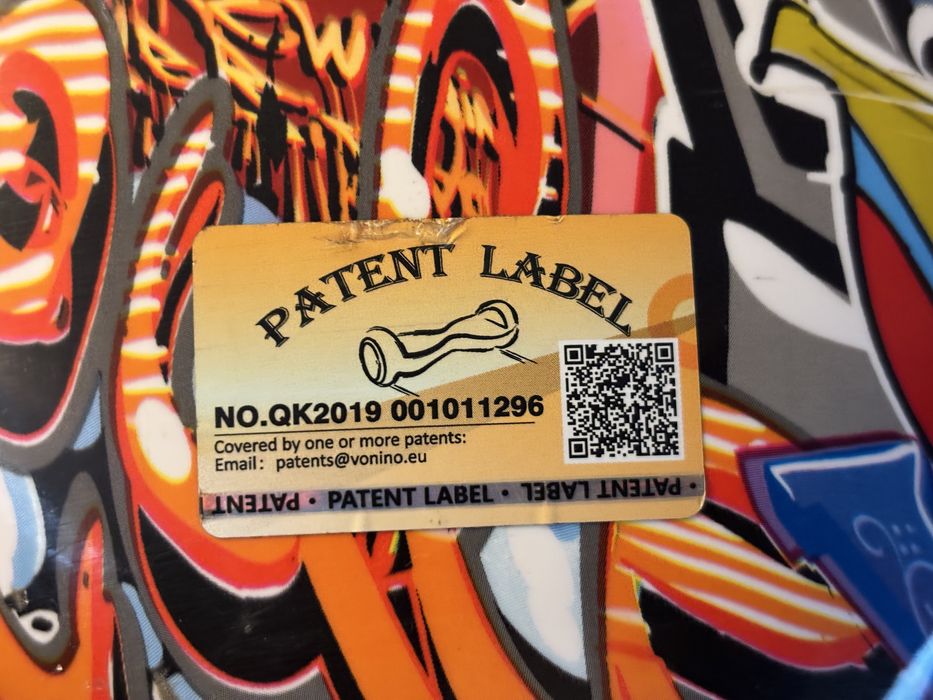 PATENT LABEL
NO.QK2019 001011296
Covered by one or more patents:
Email: patents@vonino.eu
PATENT • PATENT LABEL • PATENT LABEL •